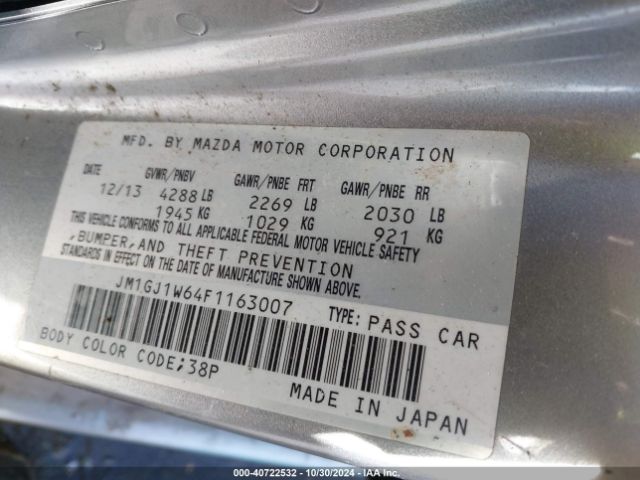 MFD. BY MAZDA MOTOR CORPORATION
DATE GVWR/PNBV GAWR/PNBE FRT GAWR/PNBE RR
12/13 4288 LB 2269 LB 2030 LB
1945 KG 1029 KG 921 KG
THIS VEHICLE CONFORMS TO ALL APPLICABLE FEDERAL MOTOR VEHICLE SAFETY
,BUMPER,AND THEFT PREVENTION
STANDARDS IN EFFECT ON THE DATE OF MANUFACTURE SHOWN ABOVE.
JM1GJ1W64F1163007 TYPE: PASS CAR
BODY COLOR CODE;38P
MADE IN JAPAN
000-40722532 - 10/30/2024 - IAA Inc.